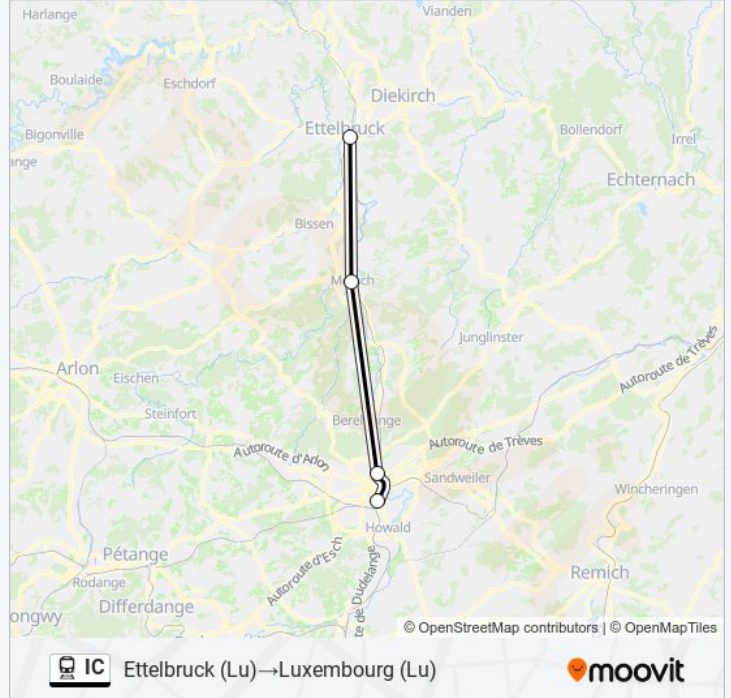 Harlange
Vianden
Boulaide
Eschdorf
Diekirch
Ettelbruck
Bigonville
Bollendorf
Irrel
ange
Echternach
Bissen
Junglinster
Autoroute de Trèves
Arlon
Eischen
Steinfort
Autoroute d'Arlon
Autoroute de Trèves
Sandweiler
Wincheringen
Howald
Pétange
Autoroute d'Esch
te de Dudelange
Remich
Rodange
Differdange
ongwy
© OpenStreetMap contributors | © OpenMapTiles
IC Ettelbruck (Lu)→Luxembourg (Lu)
moovit